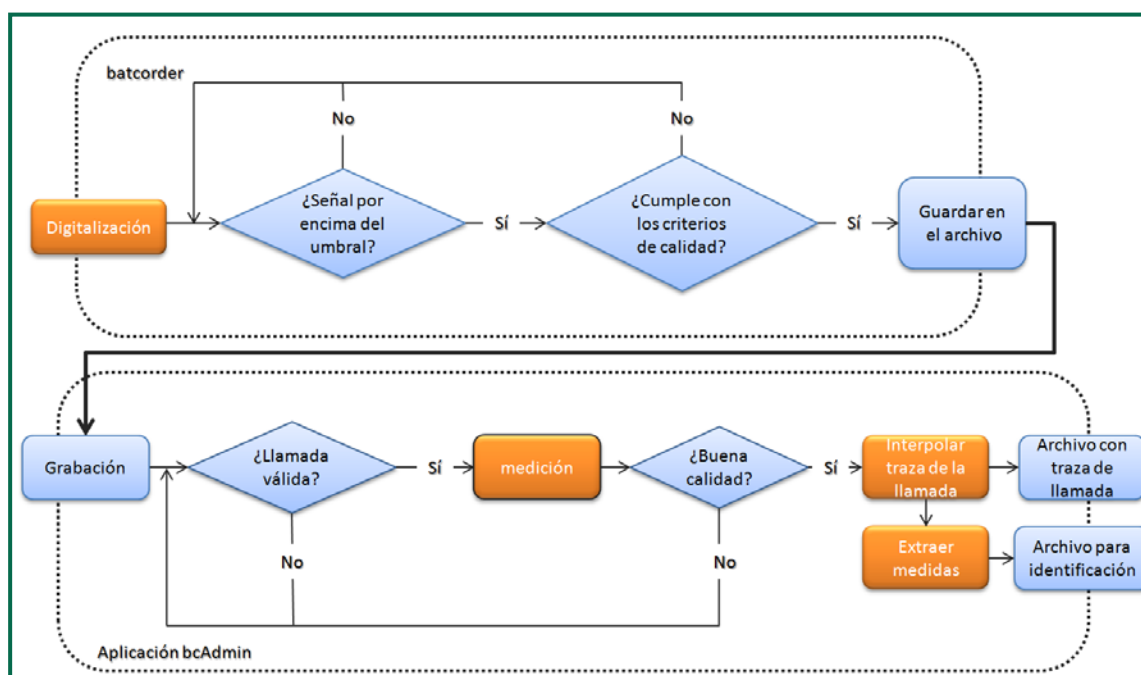 batcorder
No
No
Digitalización
¿Señal por
encima del
umbral?
Sí
¿Cumple con
los criterios
de calidad?
Sí
Guardar en
el archivo
Grabación
¿Llamada
válida?
Sí
medición
¿Buena
calidad?
Sí
Interpolar
traza de la
llamada
Archivo con
traza de
llamada
No
No
Extraer
medidas
Archivo para
identificación
Aplicación bcAdmin